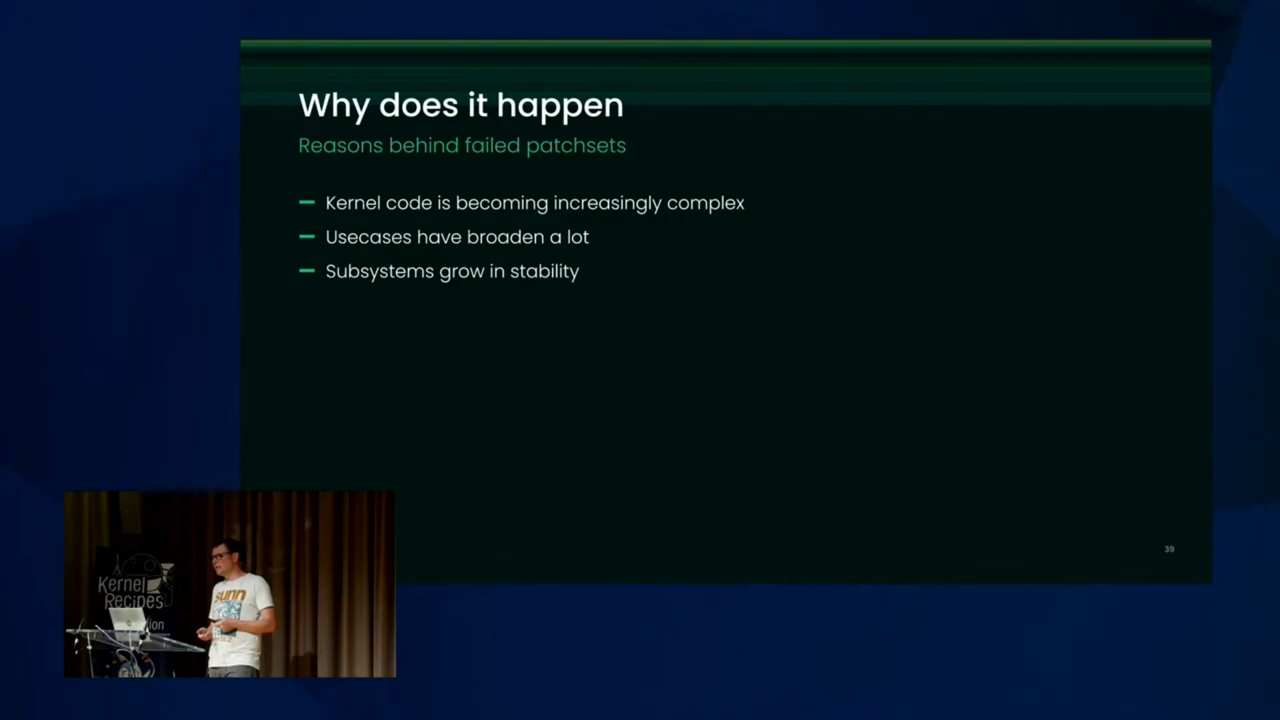 Why does it happen
Reasons behind failed patchsets
Kernel code is becoming increasingly complex
Usecases have broaden a lot
Subsystems grow in stability
39
Kernel
Recipes
sunn